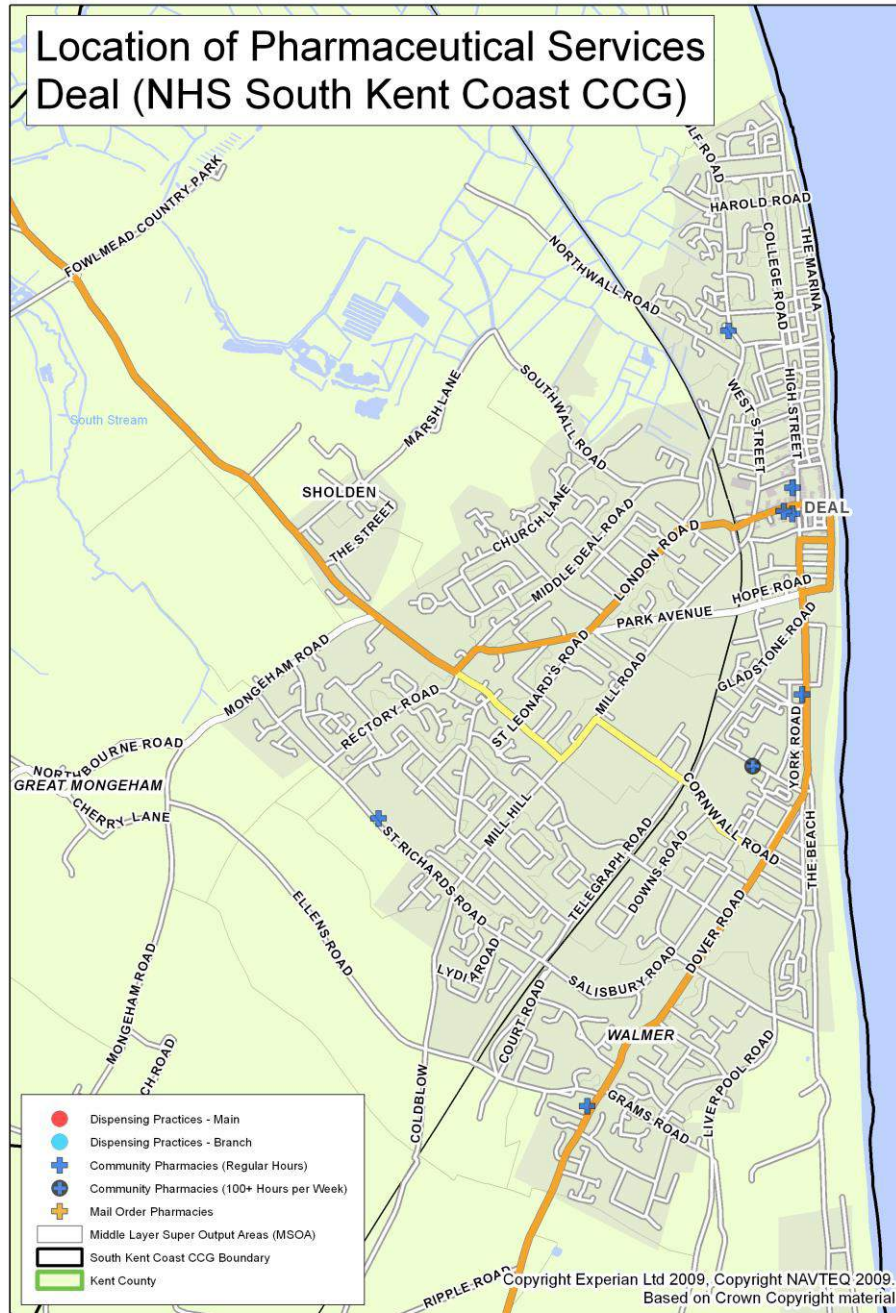 Location of Pharmaceutical Services
Deal (NHS South Kent Coast CCG)
FOWLMEAD COUNTRY PARK
HAROLD ROAD
COLLEGE ROAD
THE MARINA
NORTHWALL ROAD
South Stream
MARSH LANE
SOUTHWALL ROAD
WEST STREET
HIGH STREET
SHOLDEN
THE STREET
CHURCH LANE
MIDDLE DEAL ROAD
LONDON ROAD
DEAL
HOPE ROAD
PARK AVENUE
GLADSTONE ROAD
MONGEHAM ROAD
RECTORY ROAD
ST LEONARD'S ROAD
MILL ROAD
YORK ROAD
NORTHBOURNE ROAD
GREAT MONGEHAM
CHERRY LANE
ST RICHARDS ROAD
MILL HILL
CORNWALL ROAD
THE BEACH
TELEGRAPH ROAD
DOWNS ROAD
ELLENS ROAD
DOVER ROAD
LYDIA ROAD
SALISBURY ROAD
MONGEHAM ROAD
COURT ROAD
WALMER
COLDBLOW
GRAMS ROAD
LIVERPOOL ROAD
ROAD
Dispensing Practices - Main
Dispensing Practices - Branch
Community Pharmacies (Regular Hours)
Community Pharmacies (100+ Hours per Week)
Mail Order Pharmacies
Middle Layer Super Output Areas (MSOA)
South Kent Coast CCG Boundary
Kent County
RIPPLE ROAD
Copyright Experian Ltd 2009, Copyright NAVTEQ 2009.
Based on Crown Copyright material